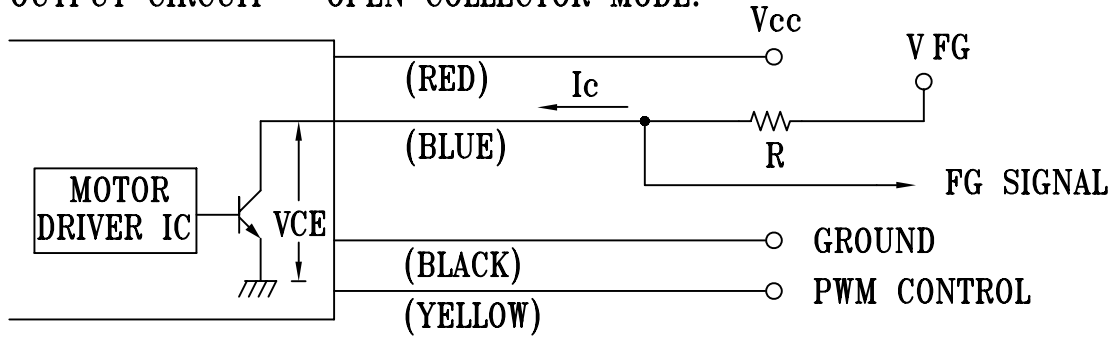 OUTPUT CIRCUIT - OPEN COLLECTOR MODE:
Vcc
V FG
(RED)
Ic
(BLUE)
R
MOTOR
DRIVER IC
VCE
FG SIGNAL
GROUND
(BLACK)
PWM CONTROL
(YELLOW)